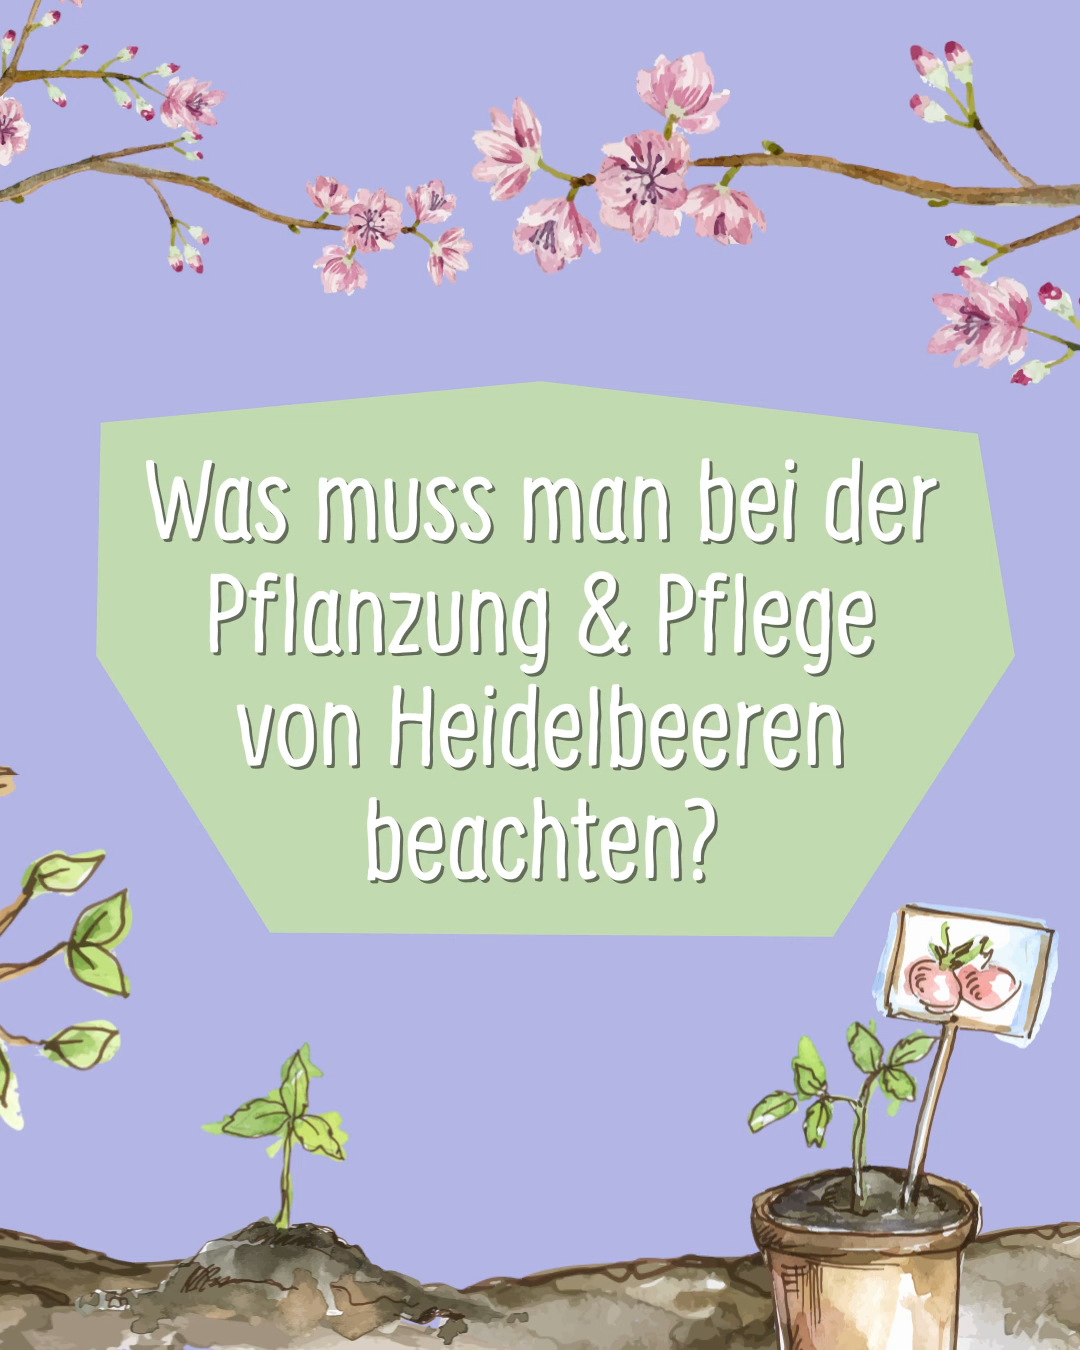 Was muss man bei der
Pflanzung & Pflege
von Heidelbeeren
beachten?